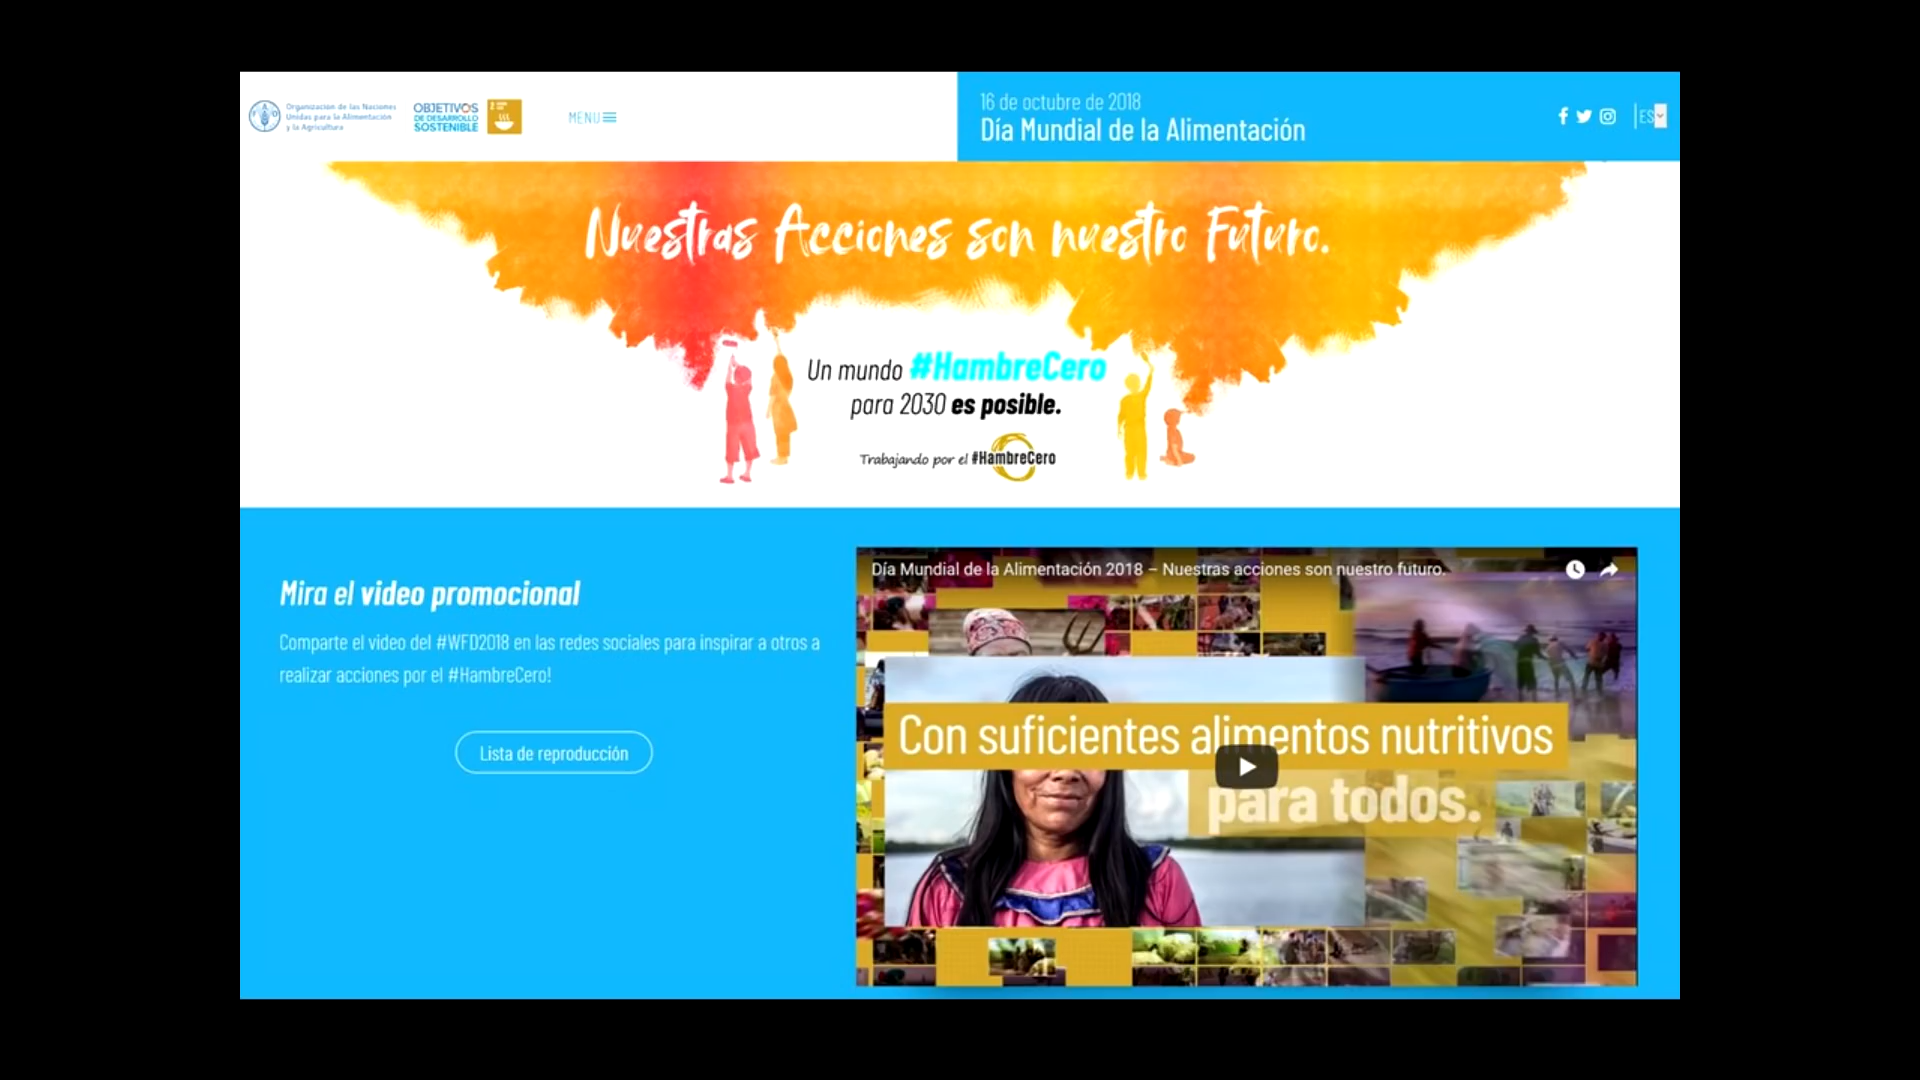 Organización de las Naciones
Unidas para la Alimentación
y la Agricultura
OBJETIVOS
DE DESARROLLO
SOSTENIBLE
MENU
16 de octubre de 2018
Día Mundial de la Alimentación
ES
Nuestras Acciones son nuestro Futuro.
Un mundo #HambreCero
para 2030 es posible.
Trabajando por el #HambreCero
Mira el video promocional
Comparte el video del #WFD2018 en las redes sociales para inspirar a otros a
realizar acciones por el #HambreCero!
Lista de reproducción
Día Mundial de la Alimentación 2018 – Nuestras acciones son nuestro futuro.
Con suficientes alimentos nutritivos
para todos.